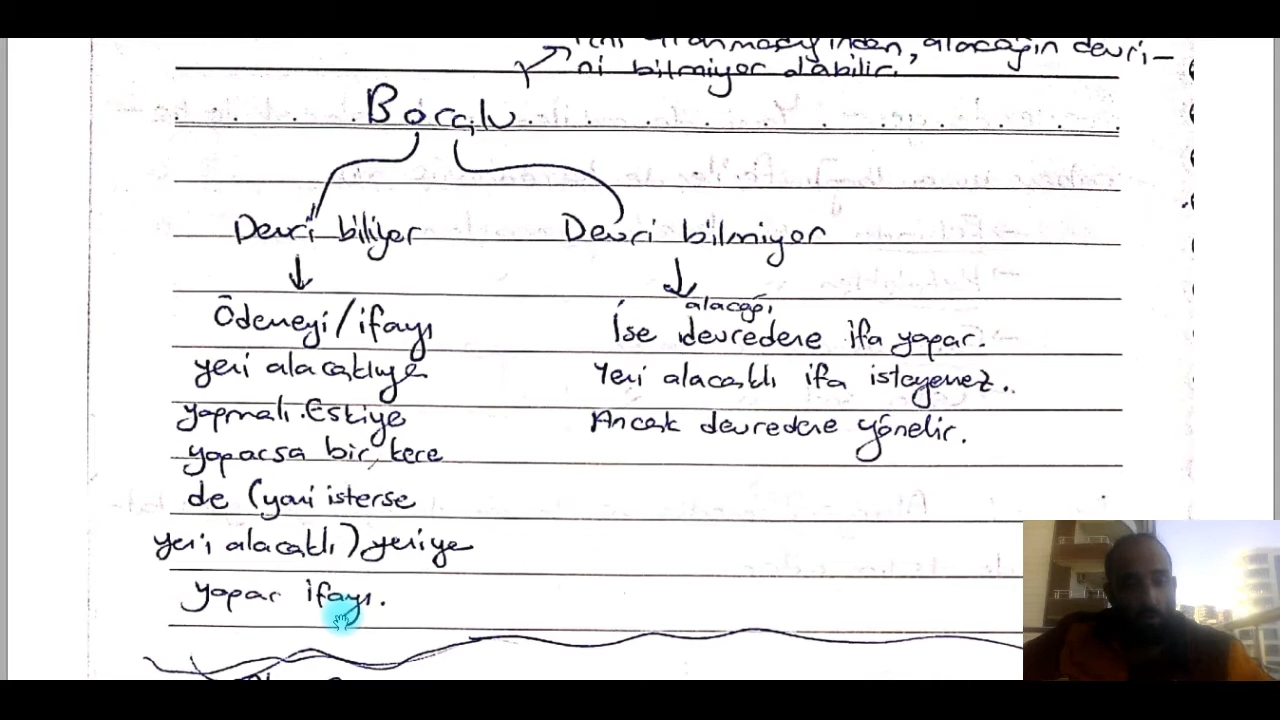 alacağın devri-
ni bitmiyor olabilir.
Borçlu
Devri biliyor
Devri bilmiyor
Ödemeyi/ifayı
yeni alacaklıya
yapmalı. Eskiye
yaparsa bir kere
de (yani isterse
yeni alacaklı) yeniye
yapar ifayı.
alacağı
İse devredene ifa yapar.
Yeni alacaklı ifa isteyemez.
Ancak devredene yönelir.